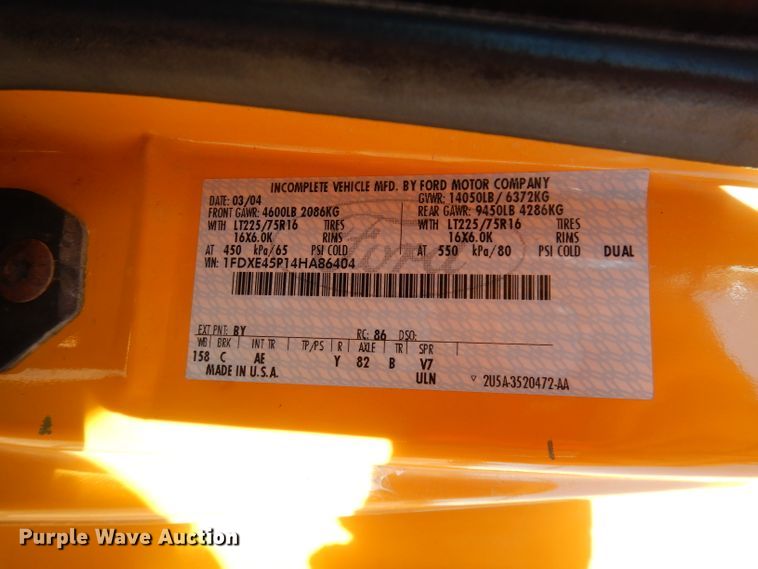 INCOMPLETE VEHICLE MFD. BY FORD MOTOR COMPANY
DATE: 03/04 GVWR: 14050LB/ 6372KG
FRONT GAWR: 4600LB 2086KG REAR GAWR: 9450LB 4286KG
WITH LT225/75R16 TIRES WITH LT225/75R16 TIRES
16X6.0K RIMS 16X6.0K RIMS
AT 450 kPa/65 PSI COLD AT 550 kPa/80 PSI COLD DUAL
VIN: 1FDXE45P14HA86404
Ford
EXT PNT: BY RC: 86 DSO:
WB BRK INT TR TP/PS R AXLE TR SPR
158 C AE Y 82 B V7
MADE IN U.S.A. ULN ▽ 2U5A-3520472-AA
Purple Wave Auction